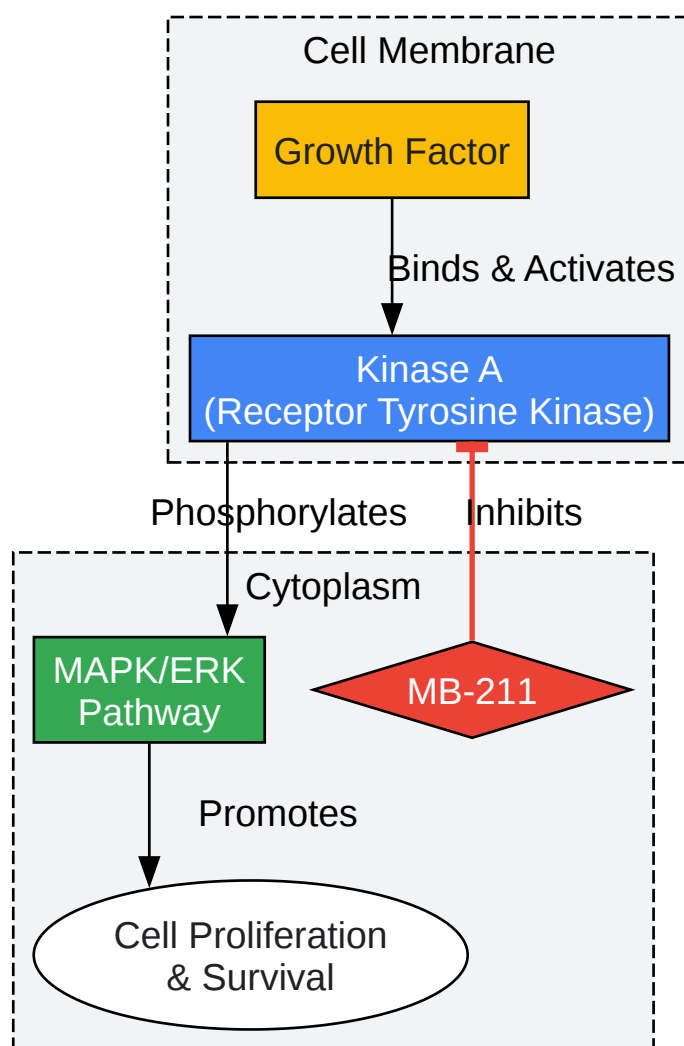 Cell Membrane
Growth Factor
Binds & Activates
Kinase A
(Receptor Tyrosine Kinase)
Phosphorylates
Inhibits
Cytoplasm
MAPK/ERK
Pathway
MB-211
Promotes
Cell Proliferation
& Survival